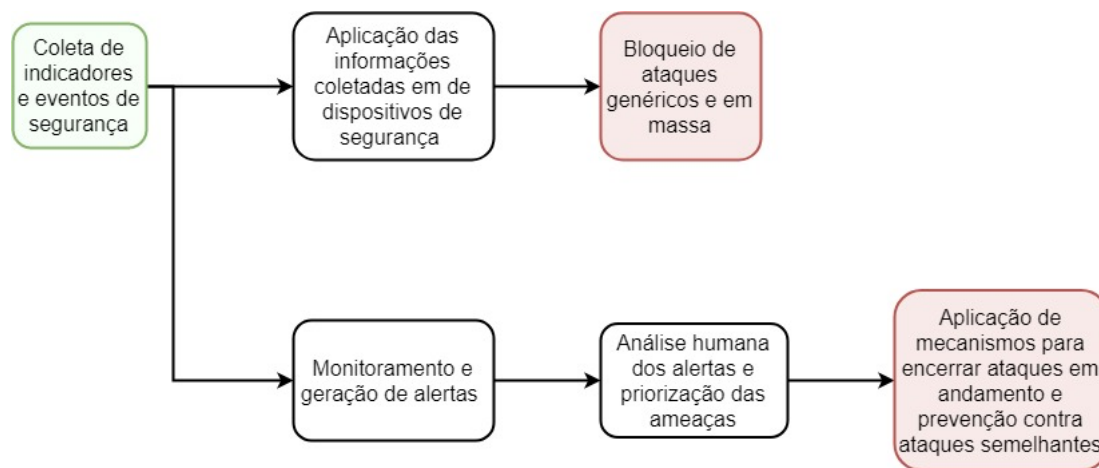 Coleta de
indicadores
e eventos de
segurança
Aplicação das
informações
coletadas em de
dispositivos de
segurança
Bloqueio de
ataques
genéricos e em
massa
Monitoramento e
geração de alertas
Análise humana
dos alertas e
priorização das
ameaças
Aplicação de
mecanismos para
encerrar ataques em
andamento e
prevenção contra
ataques semelhantes